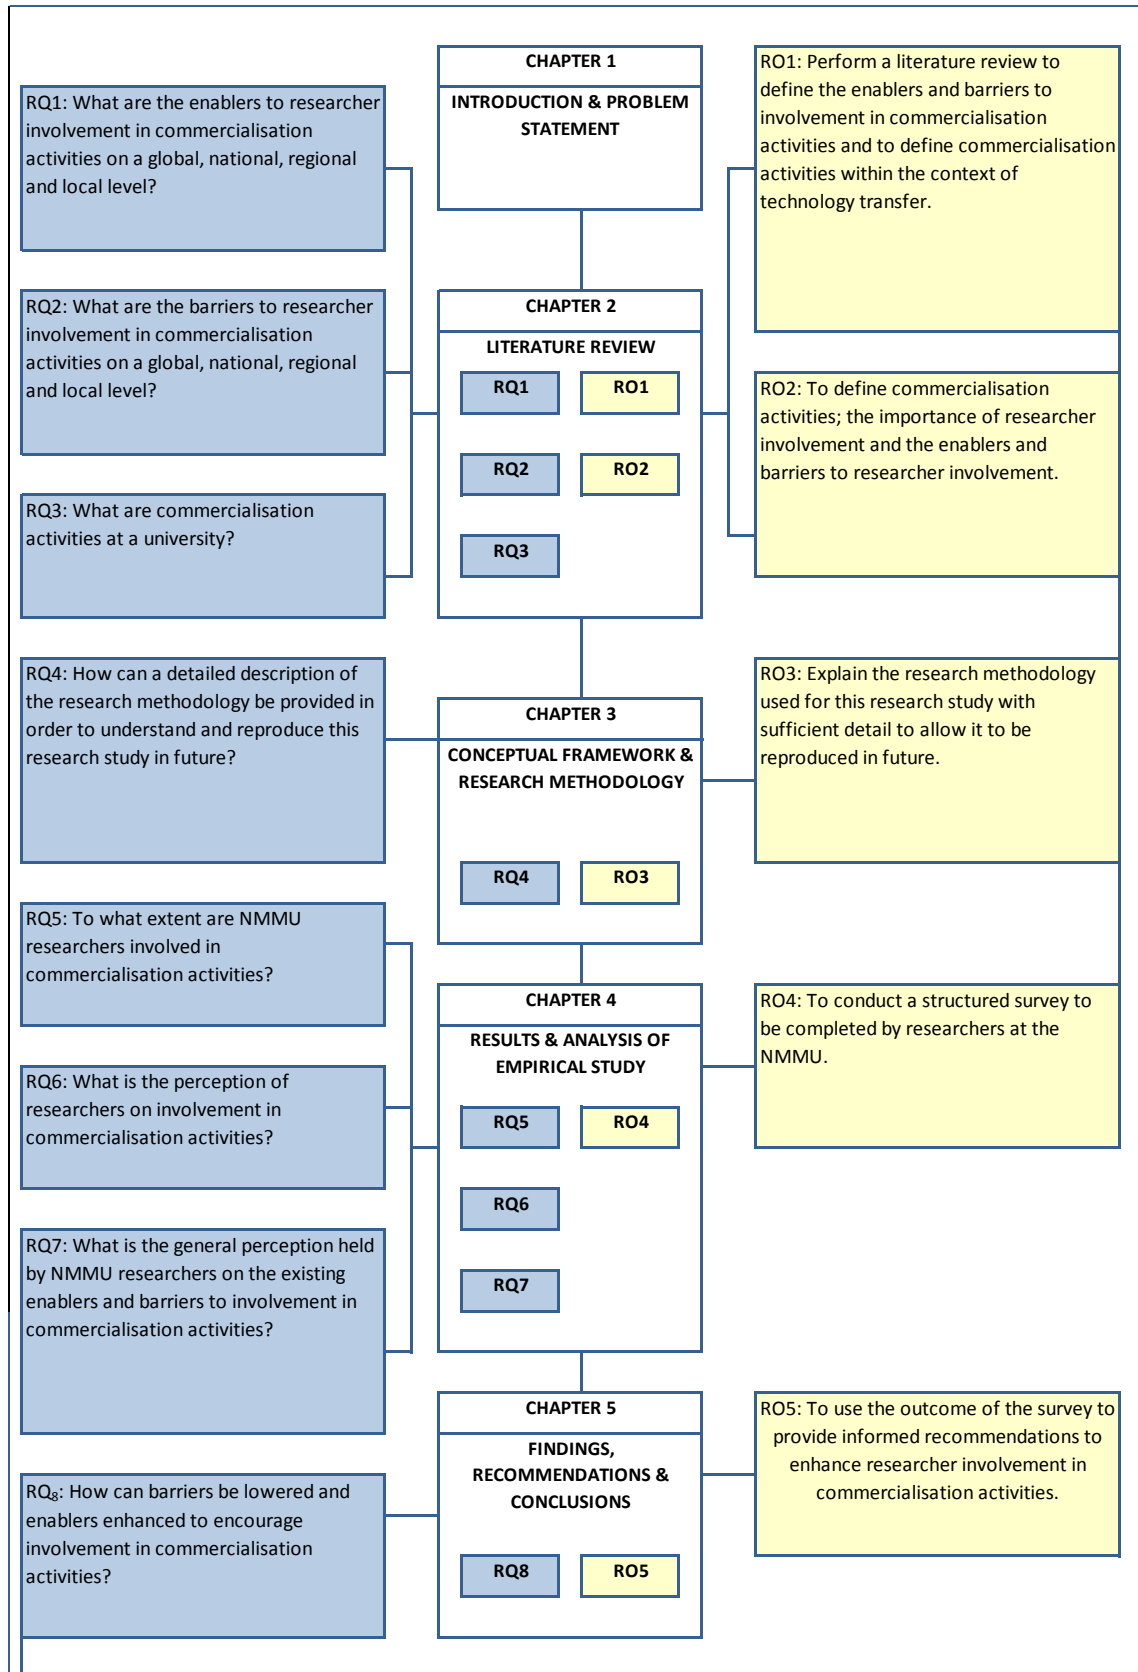 CHAPTER 1
INTRODUCTION & PROBLEM
STATEMENT
RQ1: What are the enablers to researcher
involvement in commercialisation
activities on a global, national, regional
and local level?
RO1: Perform a literature review to
define the enablers and barriers to
involvement in commercialisation
activities and to define commercialisation
activities within the context of
technology transfer.
RQ2: What are the barriers to researcher
involvement in commercialisation
activities on a global, national, regional
and local level?
CHAPTER 2
LITERATURE REVIEW
RQ1
RO1
RQ2
RO2
RQ3
RO2: To define commercialisation
activities; the importance of researcher
involvement and the enablers and
barriers to researcher involvement.
RQ3: What are commercialisation
activities at a university?
RQ4: How can a detailed description of
the research methodology be provided in
order to understand and reproduce this
research study in future?
CHAPTER 3
CONCEPTUAL FRAMEWORK &
RESEARCH METHODOLOGY
RQ4
RO3
RO3: Explain the research methodology
used for this research study with
sufficient detail to allow it to be
reproduced in future.
RQ5: To what extent are NMMU
researchers involved in
commercialisation activities?
CHAPTER 4
RESULTS & ANALYSIS OF
EMPIRICAL STUDY
RQ5
RO4
RQ6
RQ7
RO4: To conduct a structured survey to
be completed by researchers at the
NMMU.
RQ6: What is the perception of
researchers on involvement in
commercialisation activities?
RQ7: What is the general perception held
by NMMU researchers on the existing
enablers and barriers to involvement in
commercialisation activities?
CHAPTER 5
FINDINGS,
RECOMMENDATIONS &
CONCLUSIONS
RQ8
RO5
RO5: To use the outcome of the survey to
provide informed recommendations to
enhance researcher involvement in
commercialisation activities.
RQ₈: How can barriers be lowered and
enablers enhanced to encourage
involvement in commercialisation
activities?